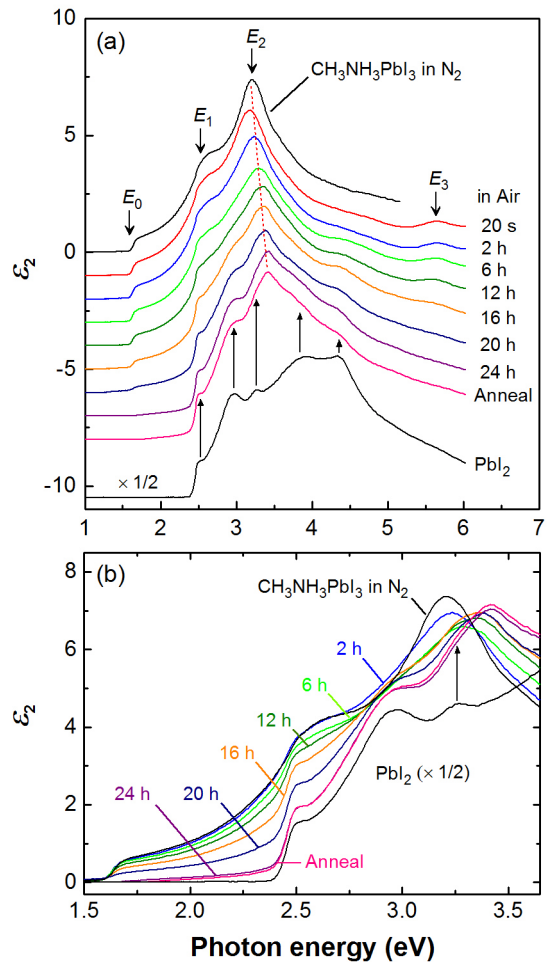 (a)
E2
CH3NH3PbI3 in N2
E1
E0
E3
in Air
20 s
2 h
6 h
12 h
16 h
20 h
24 h
Anneal
PbI2
× 1/2
ε2
10
5
0
-5
-10
1 2 3 4 5 6 7
(b)
CH3NH3PbI3 in N2
2 h
6 h
12 h
16 h
20 h
24 h
Anneal
PbI2 (× 1/2)
ε2
8
6
4
2
0
1.5 2.0 2.5 3.0 3.5
Photon energy (eV)